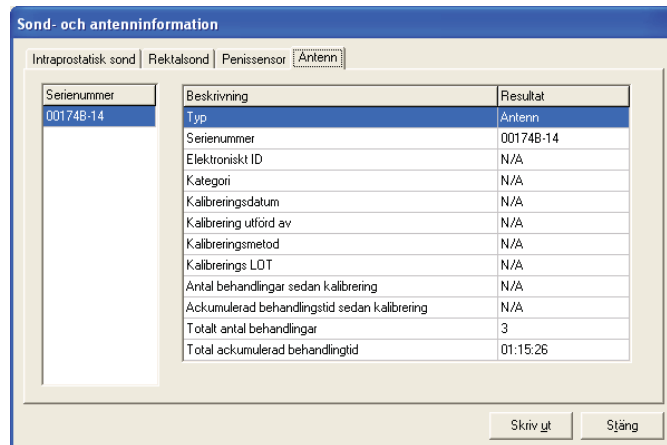 Sond- och antenninformation
Intraprostatisk sond Rektalsond Penissensor Antenn
Serienummer
00174B-14
Beskrivning Resultat
Typ Antenn
Serienummer 00174B-14
Elektroniskt ID N/A
Kategori N/A
Kalibreringsdatum N/A
Kalibrering utförd av N/A
Kalibreringsmetod N/A
Kalibrerings LOT N/A
Antal behandlingar sedan kalibrering N/A
Ackumulerad behandlingstid sedan kalibrering N/A
Totalt antal behandlingar 3
Total ackumulerad behandlingtid 01:15:26
Skriv ut Stäng